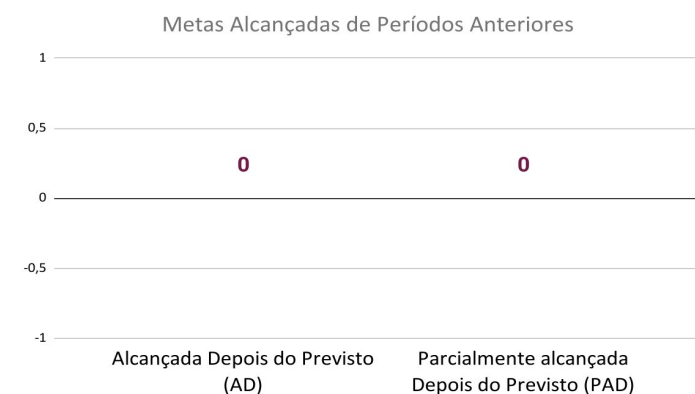 Metas Alcançadas de Períodos Anteriores
1
0,5
0 0
0
-0,5
-1
Alcançada Depois do Previsto
(AD)
Parcialmente alcançada
Depois do Previsto (PAD)